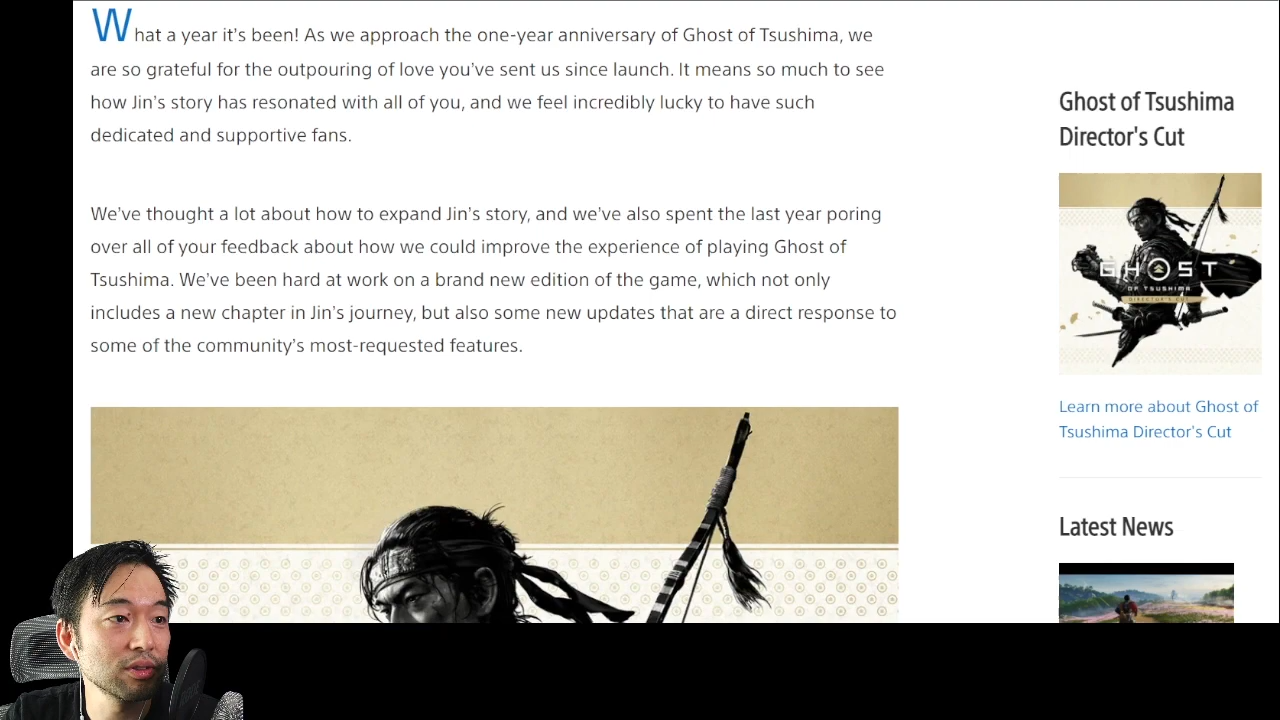 What a year it’s been! As we approach the one-year anniversary of Ghost of Tsushima, we
are so grateful for the outpouring of love you’ve sent us since launch. It means so much to see
how Jin’s story has resonated with all of you, and we feel incredibly lucky to have such
dedicated and supportive fans.
We’ve thought a lot about how to expand Jin’s story, and we’ve also spent the last year poring
over all of your feedback about how we could improve the experience of playing Ghost of
Tsushima. We’ve been hard at work on a brand new edition of the game, which not only
includes a new chapter in Jin’s journey, but also some new updates that are a direct response to
some of the community’s most-requested features.
Ghost of Tsushima
Director's Cut
GHOST
OF TSUSHIMA
DIRECTOR'S CUT
Learn more about Ghost of
Tsushima Director's Cut
Latest News